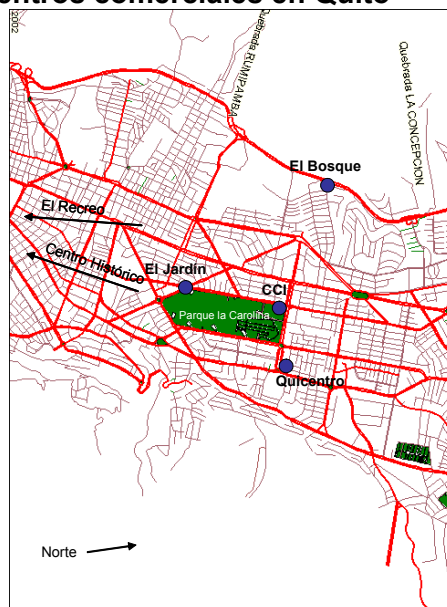 entros comerciales en Quito
2002
Quebrada RUMIPAMBA
Quebrada LA CONCEPCION
El Bosque
El Recreo
Centro Histórico
El Jardín
CCI
Parque la Carolina
Quicentro
Norte